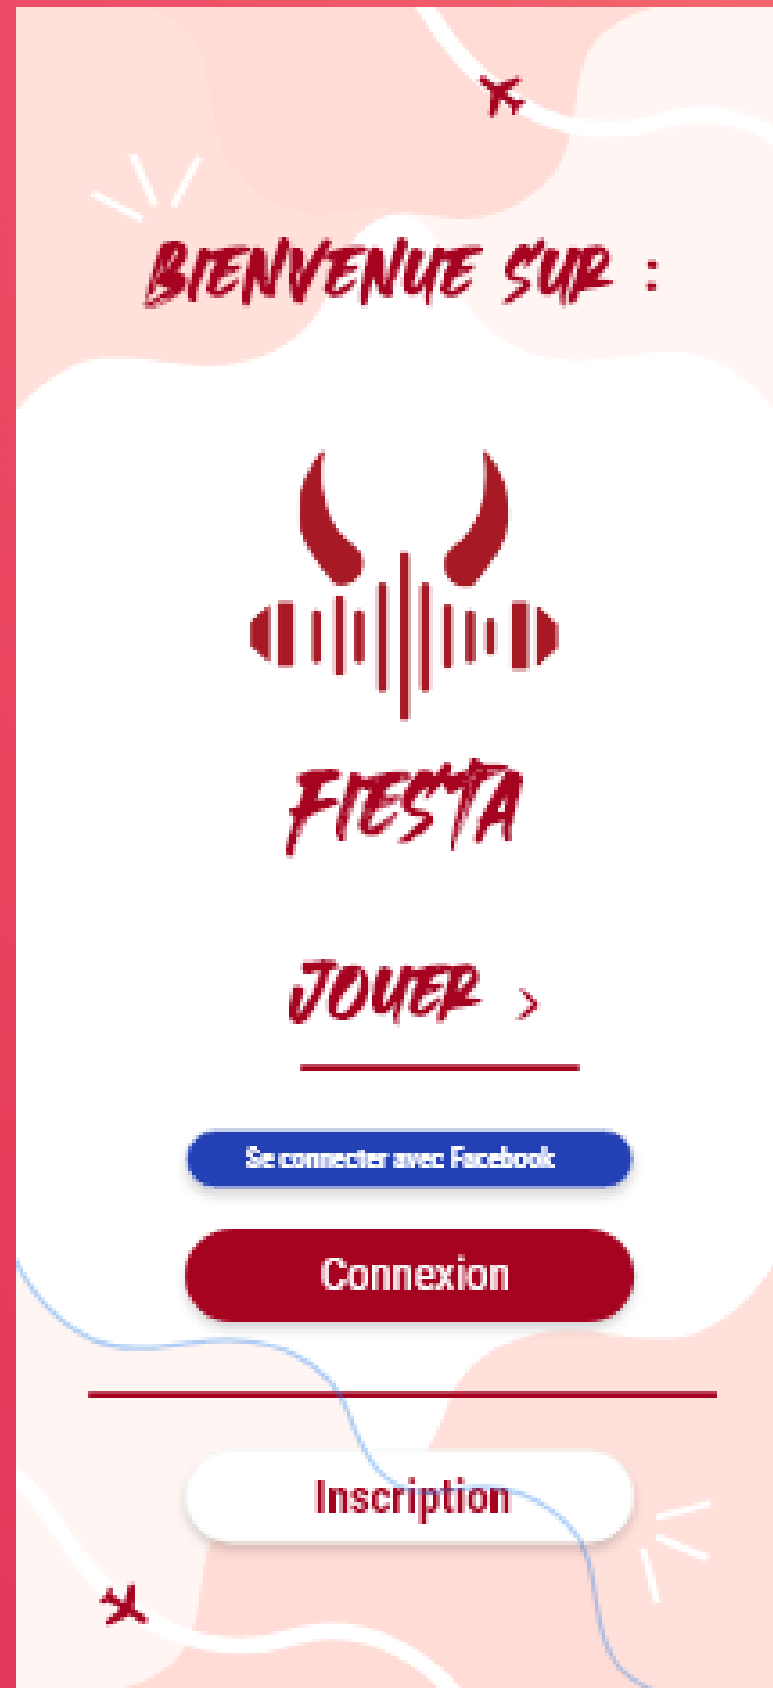 BIENVENUE SUR :
FIESTA
JOUER >
Se connecter avec Facebook
Connexion
Inscription